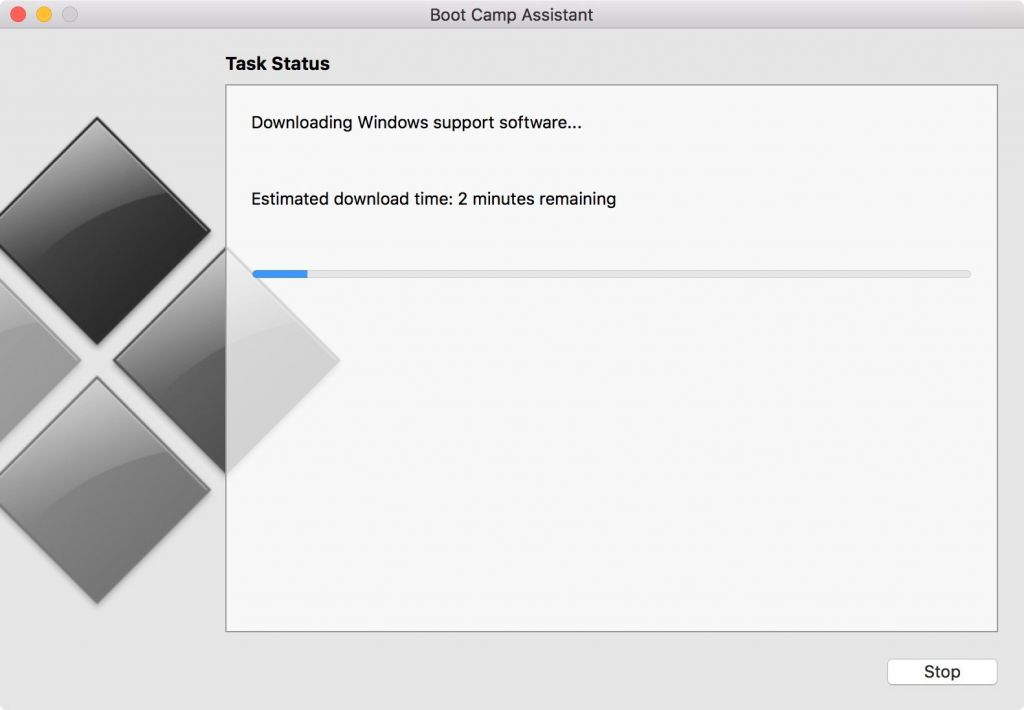 Boot Camp Assistant
Task Status
Downloading Windows support software...
Estimated download time: 2 minutes remaining
Stop